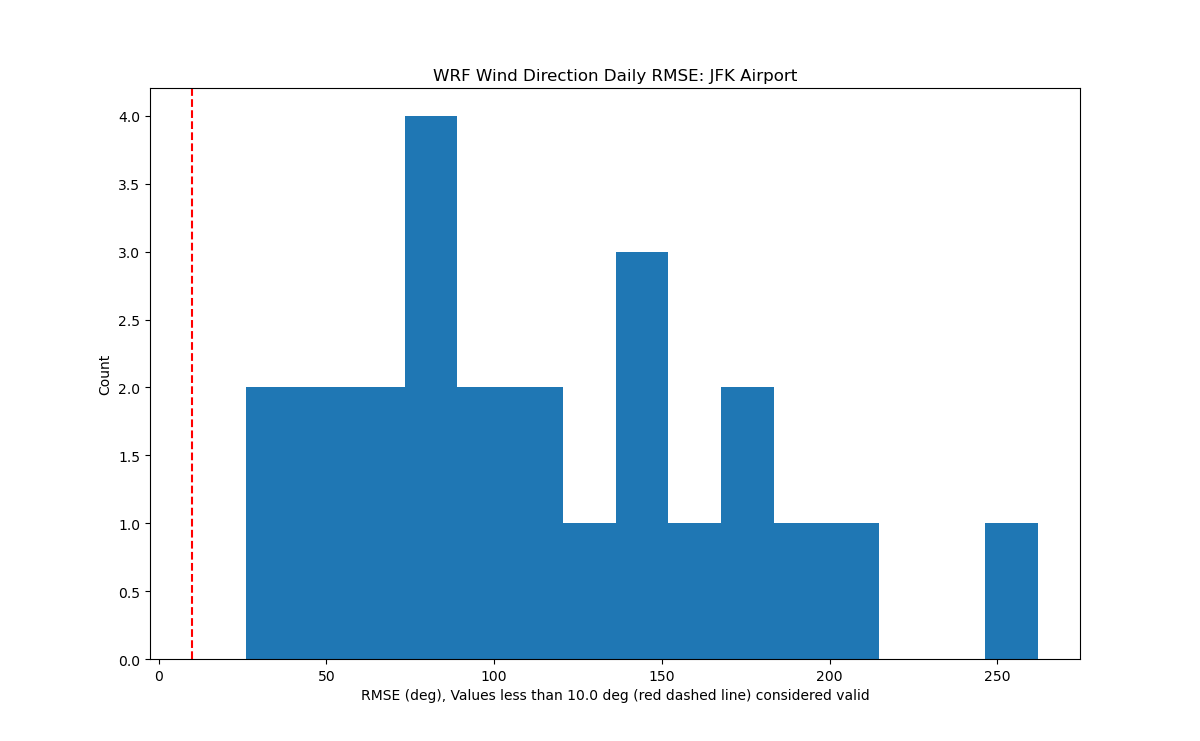 WRF Wind Direction Daily RMSE: JFK Airport
4.0
3.5
3.0
2.5
2.0
1.5
1.0
0.5
0.0
Count
0 50 100 150 200 250
RMSE (deg), Values less than 10.0 deg (red dashed line) considered valid